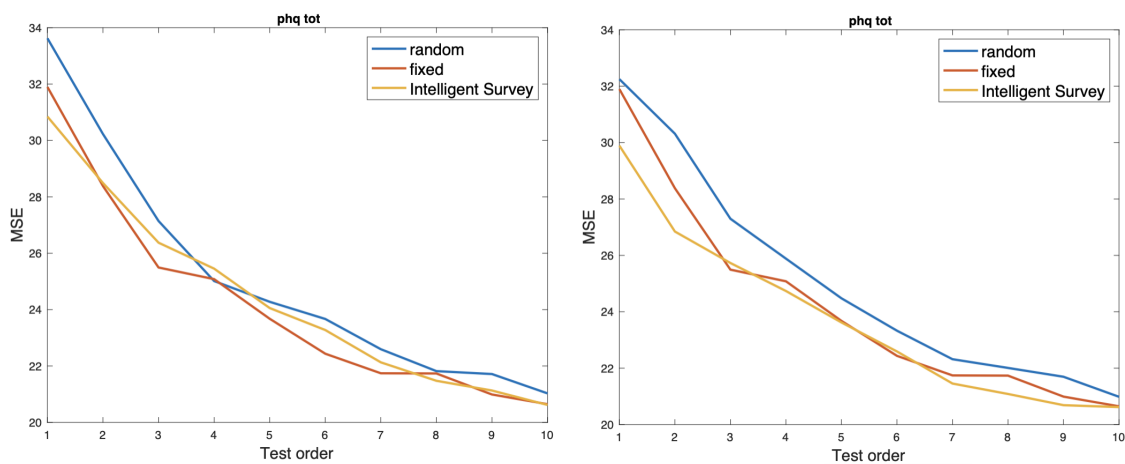 phq tot
34
32
30
28
26
24
22
20
MSE
random
fixed
Intelligent Survey
1 2 3 4 5 6 7 8 9 10
Test order
phq tot
34
32
30
28
26
24
22
20
MSE
random
fixed
Intelligent Survey
1 2 3 4 5 6 7 8 9 10
Test order